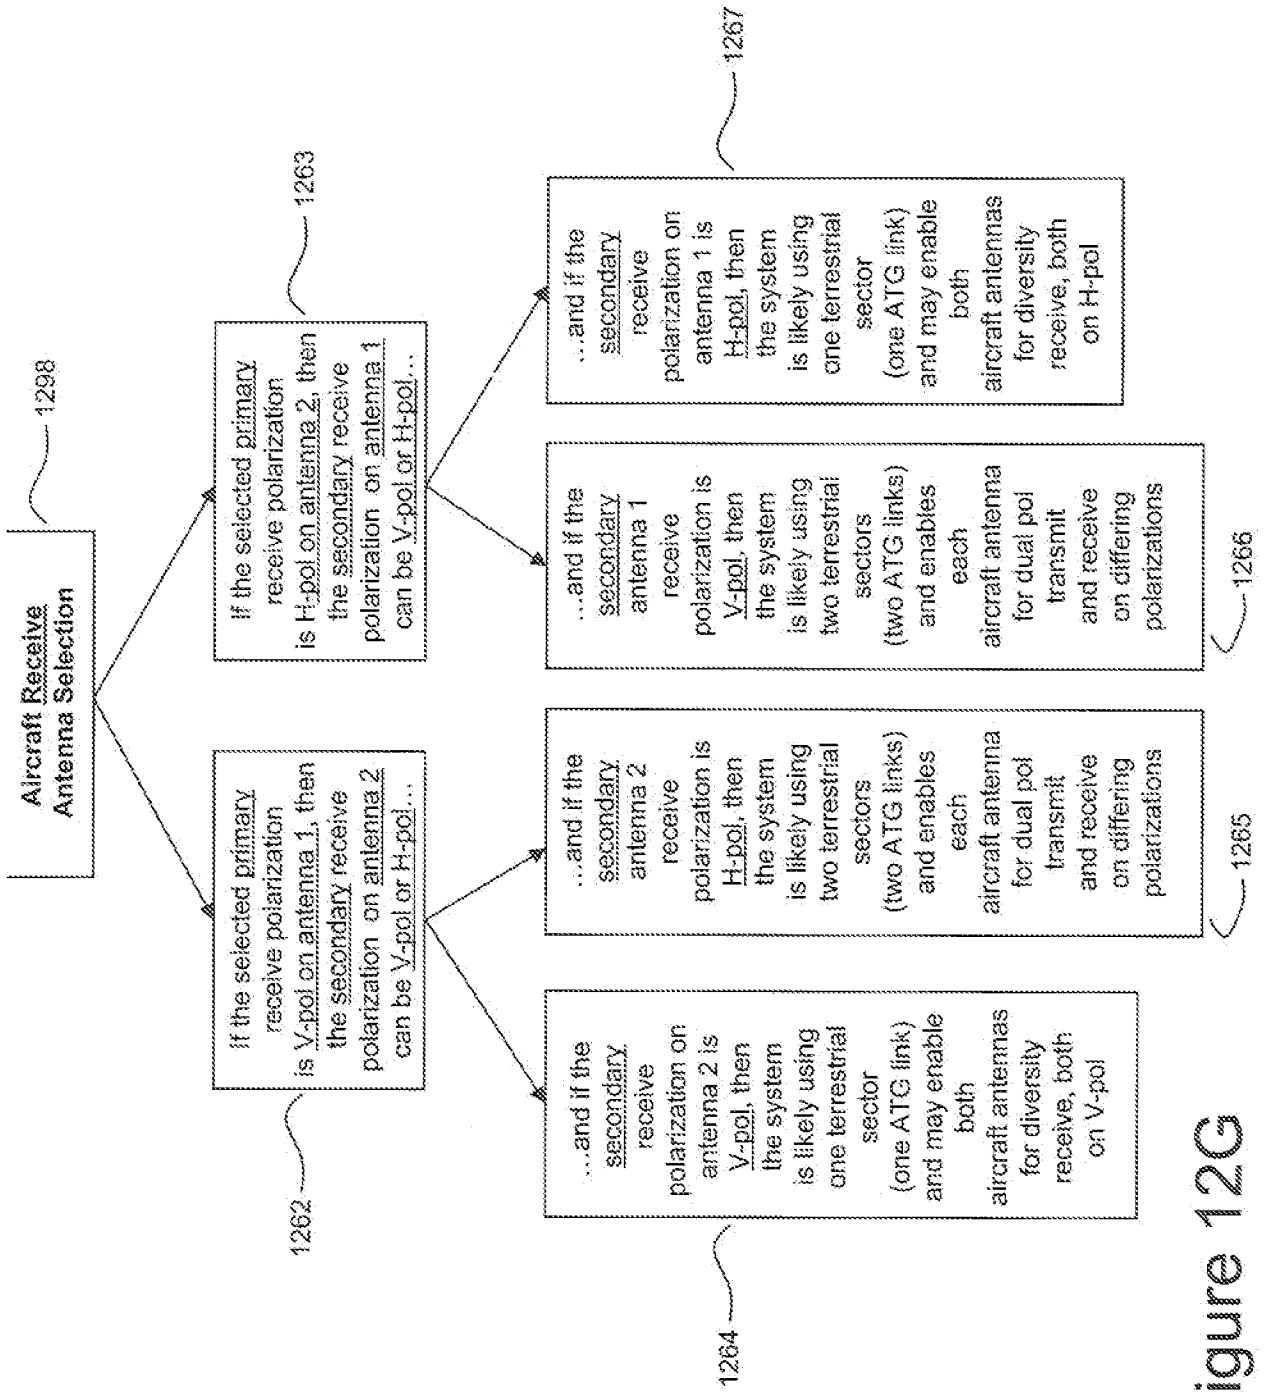 Aircraft Receive
Antenna Selection
1298
If the selected primary
receive polarization
is V-pol on antenna 1, then
the secondary receive
polarization on antenna 2
can be V-pol or H-pol...
1262
If the selected primary
receive polarization
is H-pol on antenna 2, then
the secondary receive
polarization on antenna 1
can be V-pol or H-pol...
1263
...and if the
secondary
receive
polarization on
antenna 2 is
V-pol, then
the system
is likely using
one terrestrial
sector
(one ATG link)
and may enable
both
aircraft antennas
for diversity
receive, both
on V-pol
1264
...and if the
secondary
antenna 2
receive
polarization is
H-pol, then
the system
is likely using
two terrestrial
sectors
(two ATG links)
and enables
each
aircraft antenna
for dual pol
transmit
and receive
on differing
polarizations
1265
...and if the
secondary
antenna 1
receive
polarization is
V-pol, then
the system
is likely using
two terrestrial
sectors
(two ATG links)
and enables
each
aircraft antenna
for dual pol
transmit
and receive
on differing
polarizations
1266
...and if the
secondary
receive
polarization on
antenna 1 is
H-pol, then
the system
is likely using
one terrestrial
sector
(one ATG link)
and may enable
both
aircraft antennas
for diversity
receive, both
on H-pol
1267
igure 12G